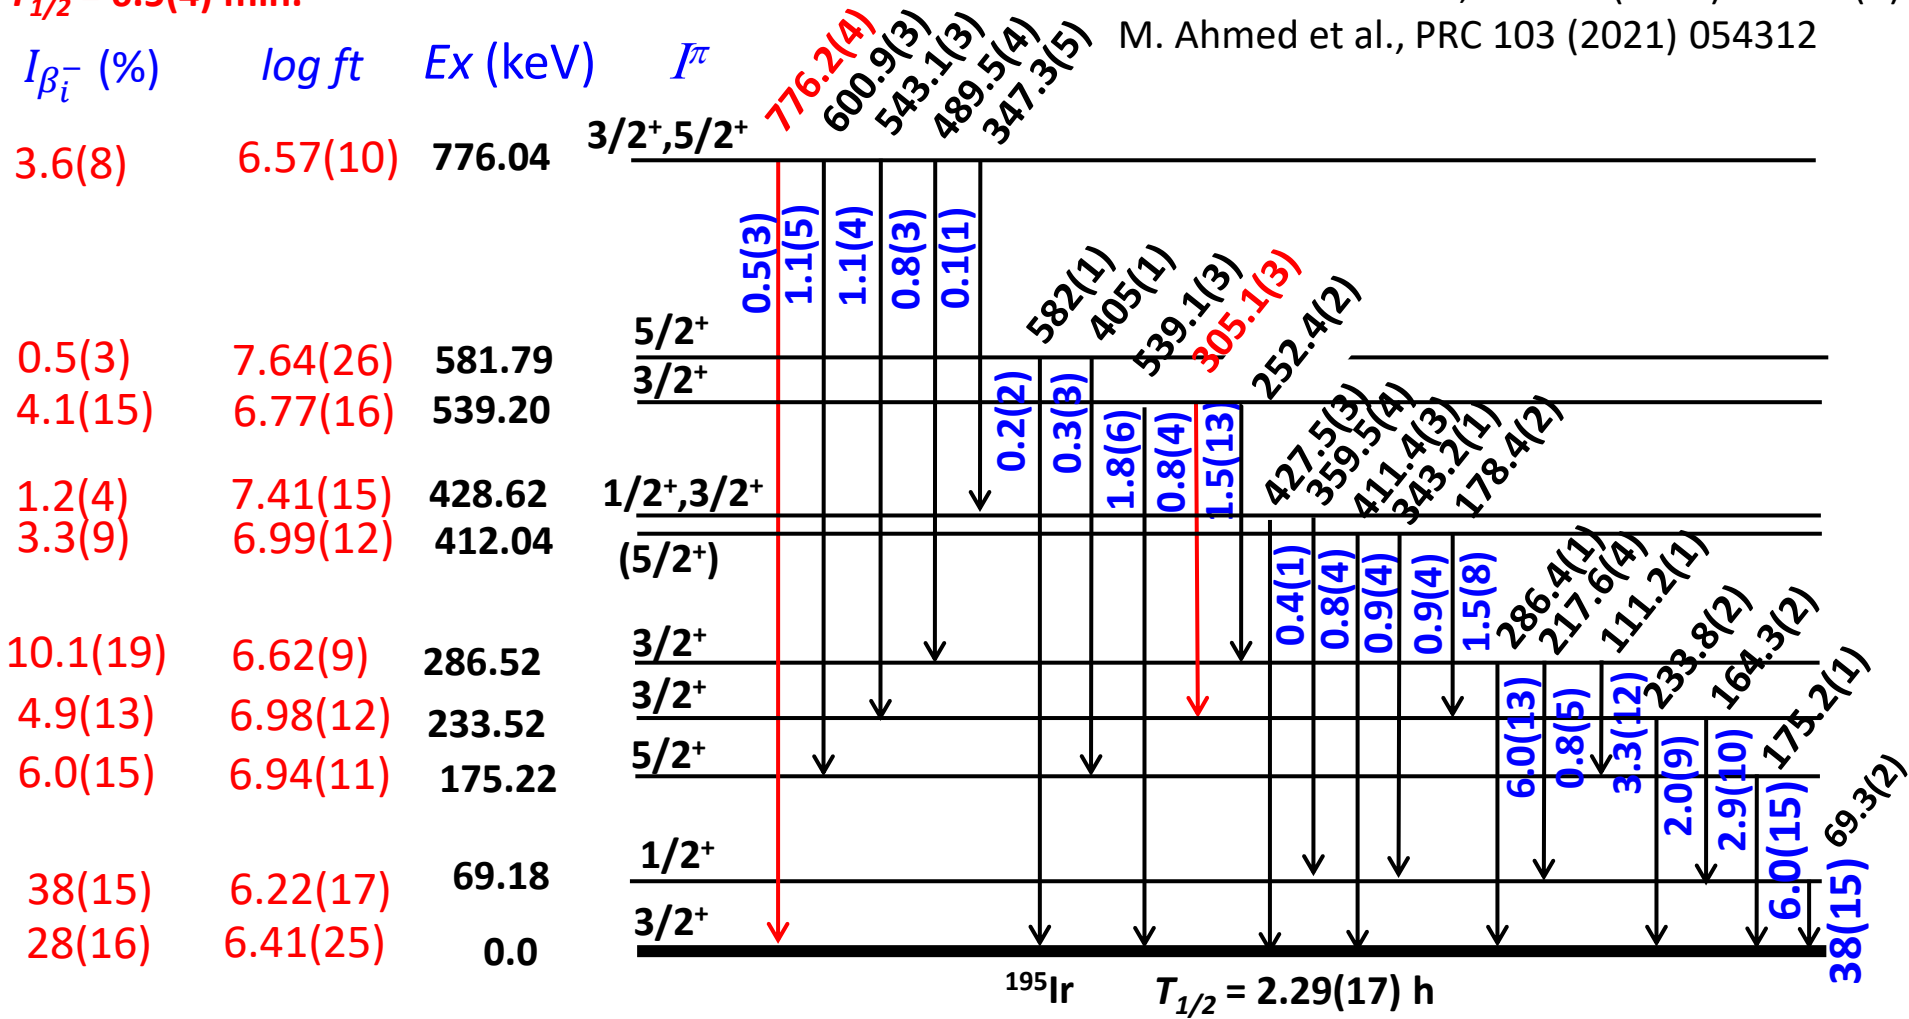 M. Ahmed et al., PRC 103 (2021) 054312
Iβi− (%) log ft Ex (keV) Iπ
776.2(4) 600.9(3) 543.1(3) 489.5(4) 347.3(5)
3.6(8) 6.57(10) 776.04 3/2+,5/2+
0.5(3) 1.1(5) 1.1(4) 0.8(3) 0.1(1)
582(1) 405(1) 539.1(3) 305.1(3) 252.4(2)
0.5(3) 7.64(26) 581.79 5/2+
4.1(15) 6.77(16) 539.20 3/2+
0.2(2) 0.3(3) 1.8(6) 0.8(4) 1.5(13)
427.5(3) 359.5(4) 411.4(3) 343.2(1) 178.4(2)
1.2(4) 7.41(15) 428.62 1/2+,3/2+
3.3(9) 6.99(12) 412.04 (5/2+)
0.4(1) 0.8(4) 0.9(4) 0.9(4) 1.5(8)
286.4(1) 217.6(4) 111.2(1) 233.8(2) 164.3(2) 175.2(1) 69.3(2)
10.1(19) 6.62(9) 286.52 3/2+
4.9(13) 6.98(12) 233.52 3/2+
6.0(15) 6.94(11) 175.22 5/2+
6.0(13) 0.8(5) 3.3(12) 2.0(9) 2.9(10) 6.0(15) 38(15)
38(15) 6.22(17) 69.18 1/2+
28(16) 6.41(25) 0.0 3/2+
195Ir T1/2 = 2.29(17) h